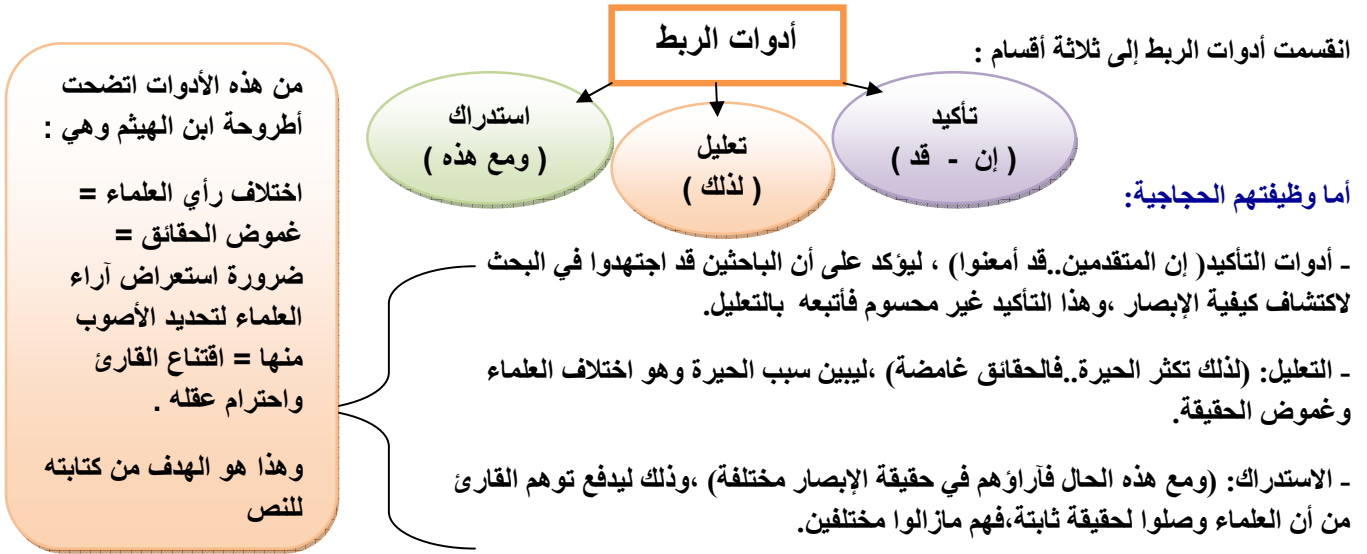 انقسمت أدوات الربط إلى ثلاثة أقسام :
أدوات الربط
تأكيد
( إن - قد )
تعليل
( لذلك )
استدراك
( ومع هذه )
أما وظيفتهم الحجاجية:
- أدوات التأكيد( إن المتقدمين..قد أمعنوا) ، ليؤكد على أن الباحثين قد اجتهدوا في البحث
لاكتشاف كيفية الإبصار ،وهذا التأكيد غير محسوم فأتبعه بالتعليل.
- التعليل: (لذلك تكثر الحيرة..فالحقائق غامضة) ،ليبين سبب الحيرة وهو اختلاف العلماء
وغموض الحقيقة.
- الاستدراك: (ومع هذه الحال فآراؤهم في حقيقة الإبصار مختلفة) ،وذلك ليدفع توهم القارئ
من أن العلماء وصلوا لحقيقة ثابتة،فهم مازالوا مختلفين.
من هذه الأدوات اتضحت
أطروحة ابن الهيثم وهي :
اختلاف رأي العلماء =
غموض الحقائق =
ضرورة استعراض آراء
العلماء لتحديد الأصوب
منها = اقتناع القارئ
واحترام عقله .
وهذا هو الهدف من كتابته
للنص